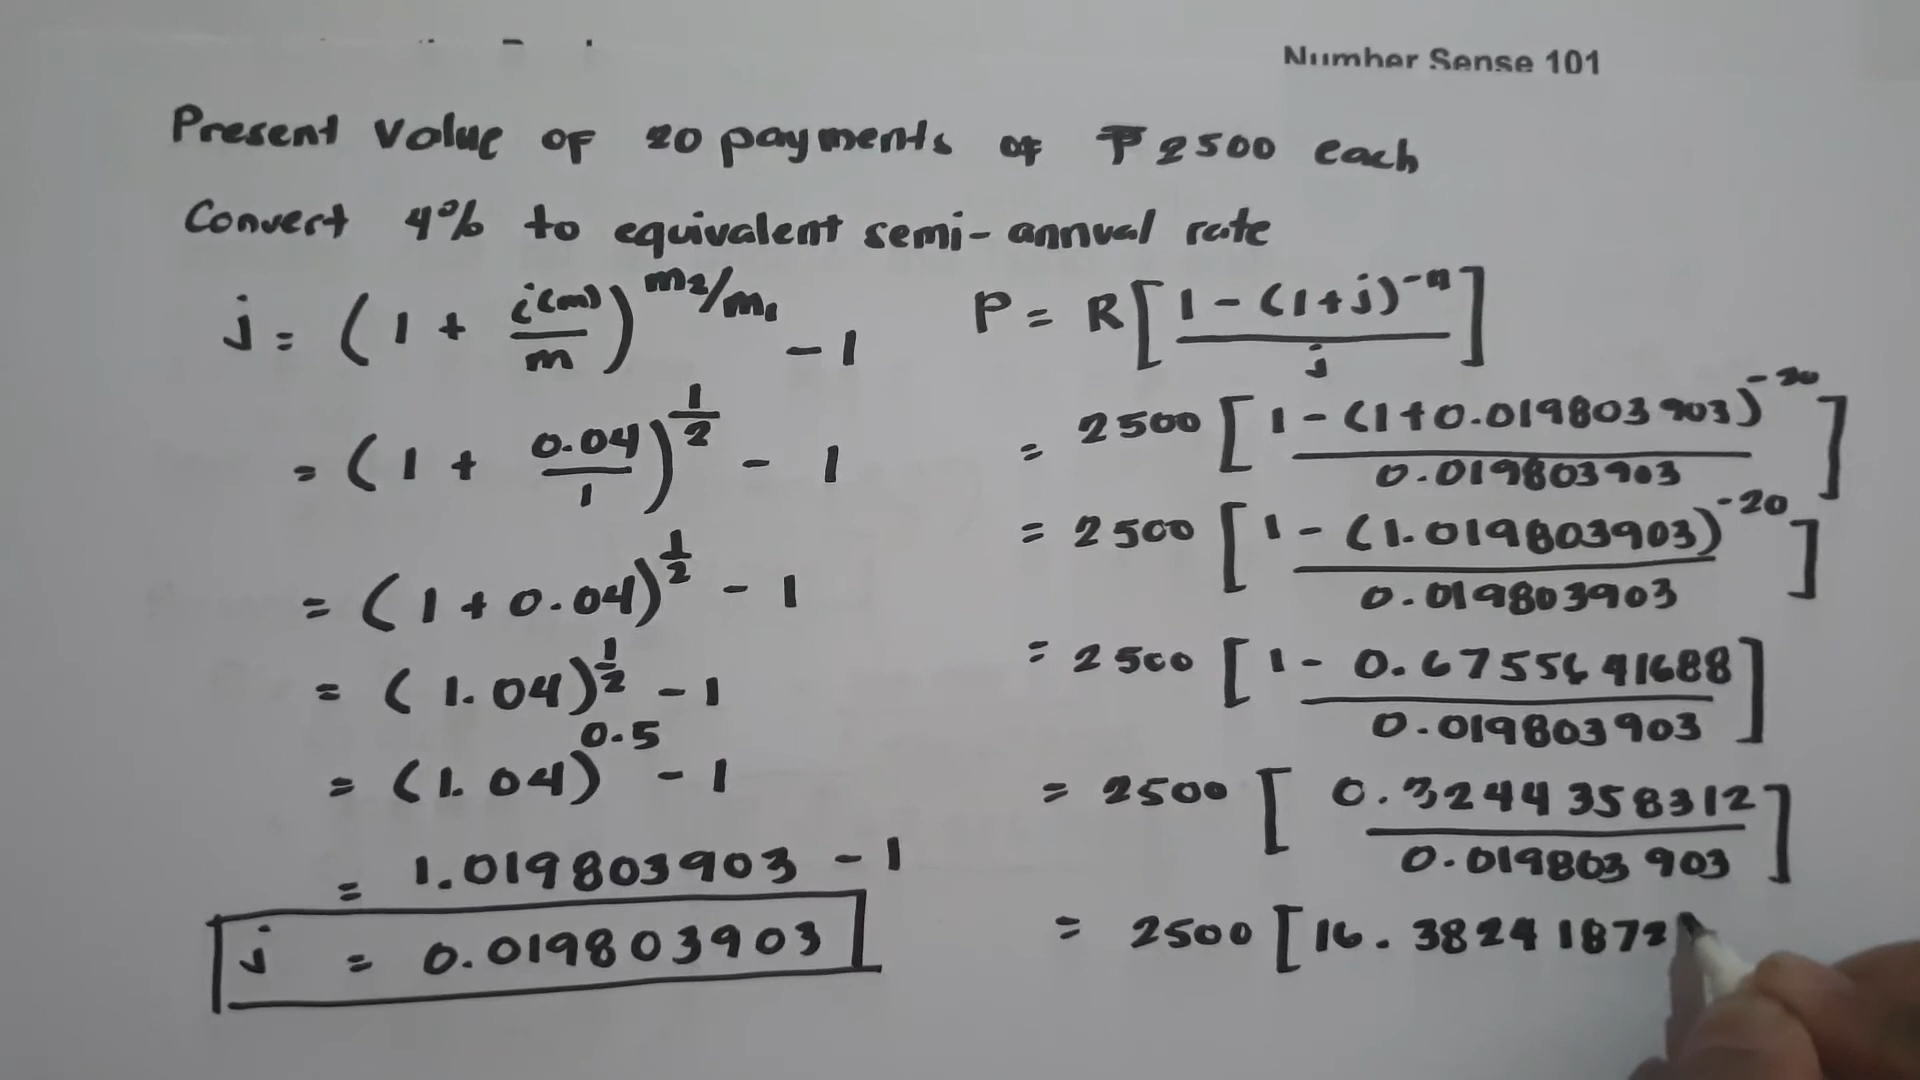 Number Sense 101
Present Value of 20 payments of ₱2500 each
Convert 4% to equivalent semi-annual rate
j = (1 + i(m)/m)^m2/m1 - 1
= (1 + 0.04/1)^1/2 - 1
= (1 + 0.04)^1/2 - 1
= (1.04)^1/2 - 1
= (1.04)^0.5 - 1
= 1.019803903 - 1
j = 0.019803903
P = R[1-(1+j)^-n/j]
= 2500[1-(1+0.019803903)^-20/0.019803903]
= 2500[1-(1.019803903)^-20/0.019803903]
= 2500[1-0.6755641688/0.019803903]
= 2500[0.3244358312/0.019803903]
= 2500[16.38241872